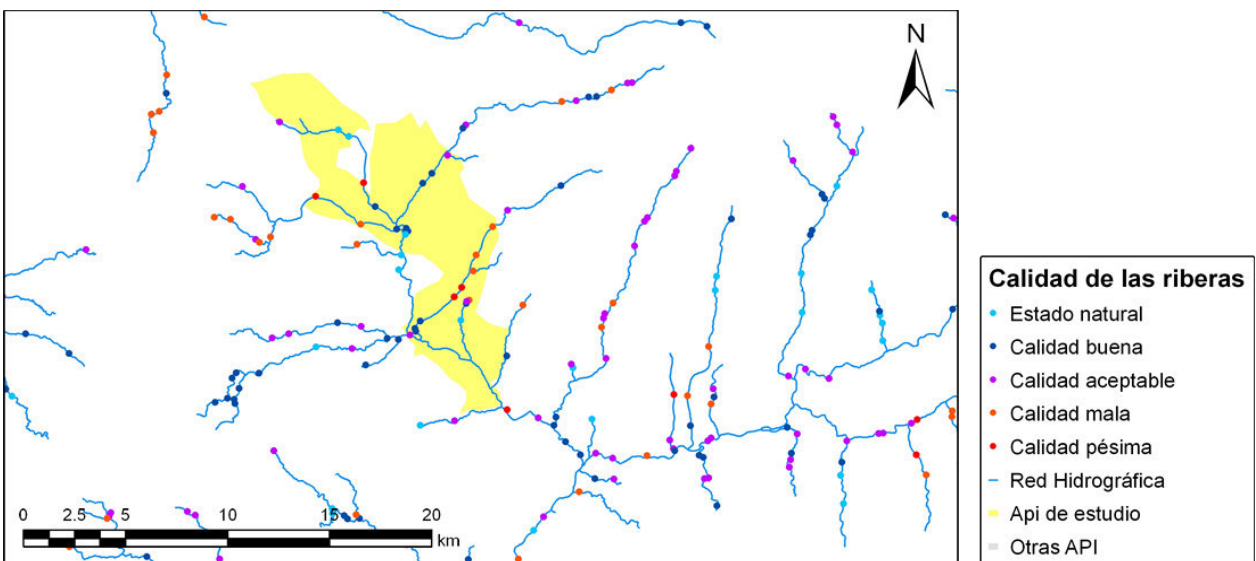 N
0 2.5 5 10 15 20
km
Calidad de las riberas
Estado natural
Calidad buena
Calidad aceptable
Calidad mala
Calidad pésima
Red Hidrográfica
Api de estudio
Otras API